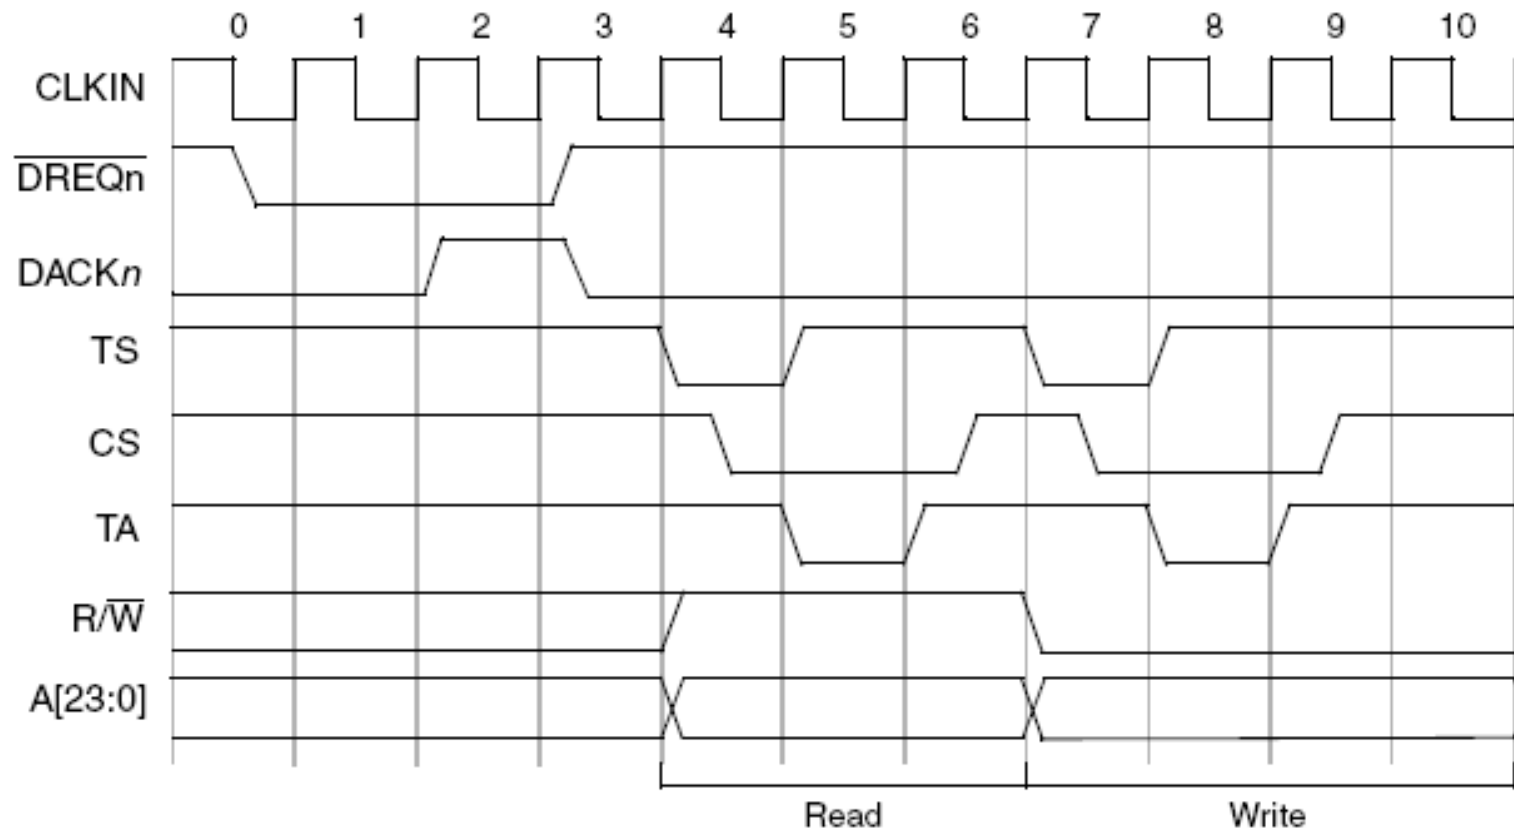 0 1 2 3 4 5 6 7 8 9 10
CLKIN
DREQn
DACKn
TS
CS
TA
R/W
A[23:0]
Read Write